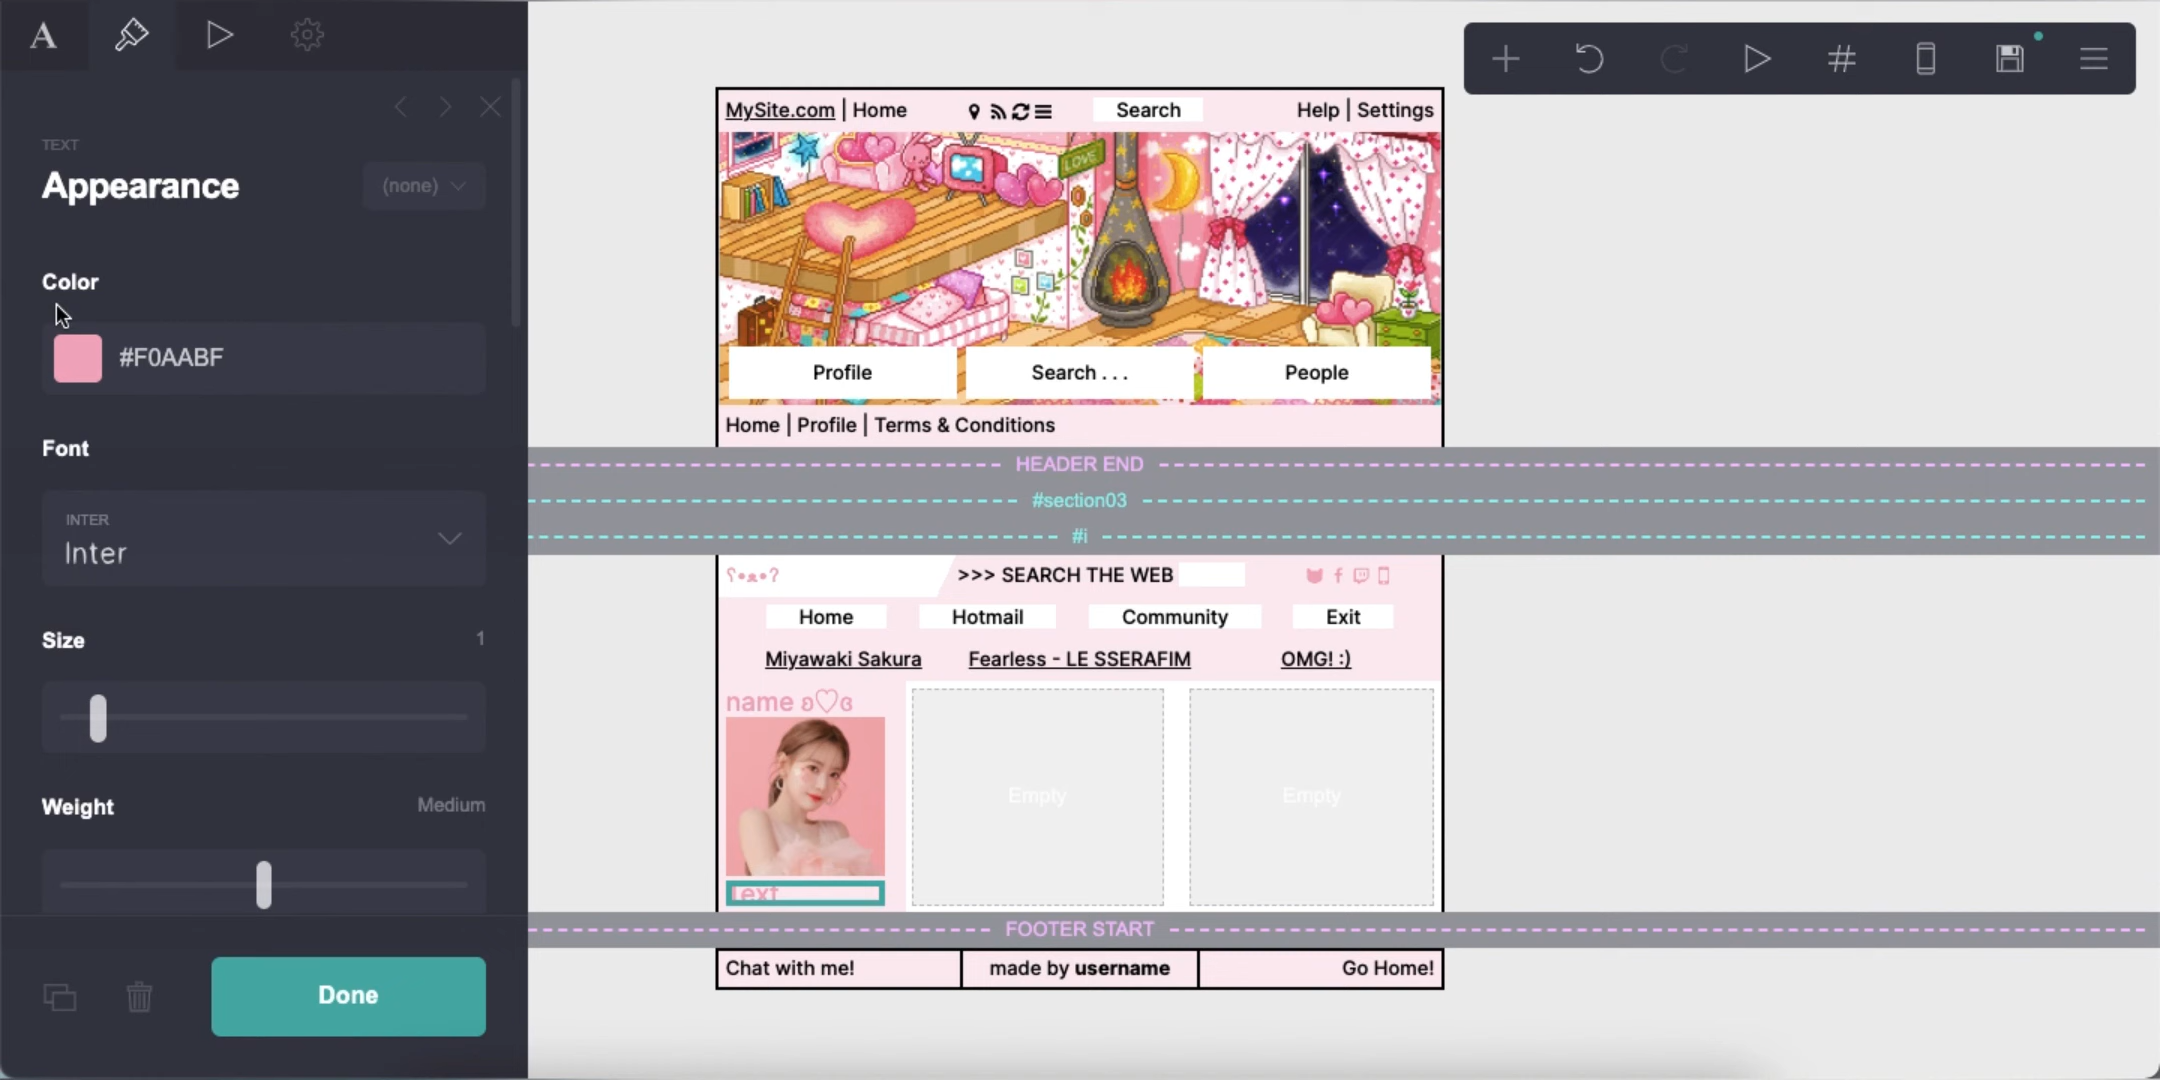 A
TEXT
Appearance
(none)
Color
#F0AABF
Font
INTER
Inter
Size
1
Weight
Medium
Done
MySite.com | Home
Search
Help | Settings
LOVE
Profile
Search . . .
People
Home | Profile | Terms & Conditions
HEADER END
#section03
#i
ʕ•ᴥ•ʔ
>>> SEARCH THE WEB
Home
Hotmail
Community
Exit
Miyawaki Sakura
Fearless - LE SSERAFIM
OMG! :)
name ʚ♡ɞ
Empty
Empty
Text
FOOTER START
Chat with me!
made by username
Go Home!